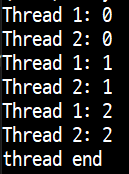 Thread 1: 0
Thread 2: 0
Thread 1: 1
Thread 2: 1
Thread 1: 2
Thread 2: 2
thread end